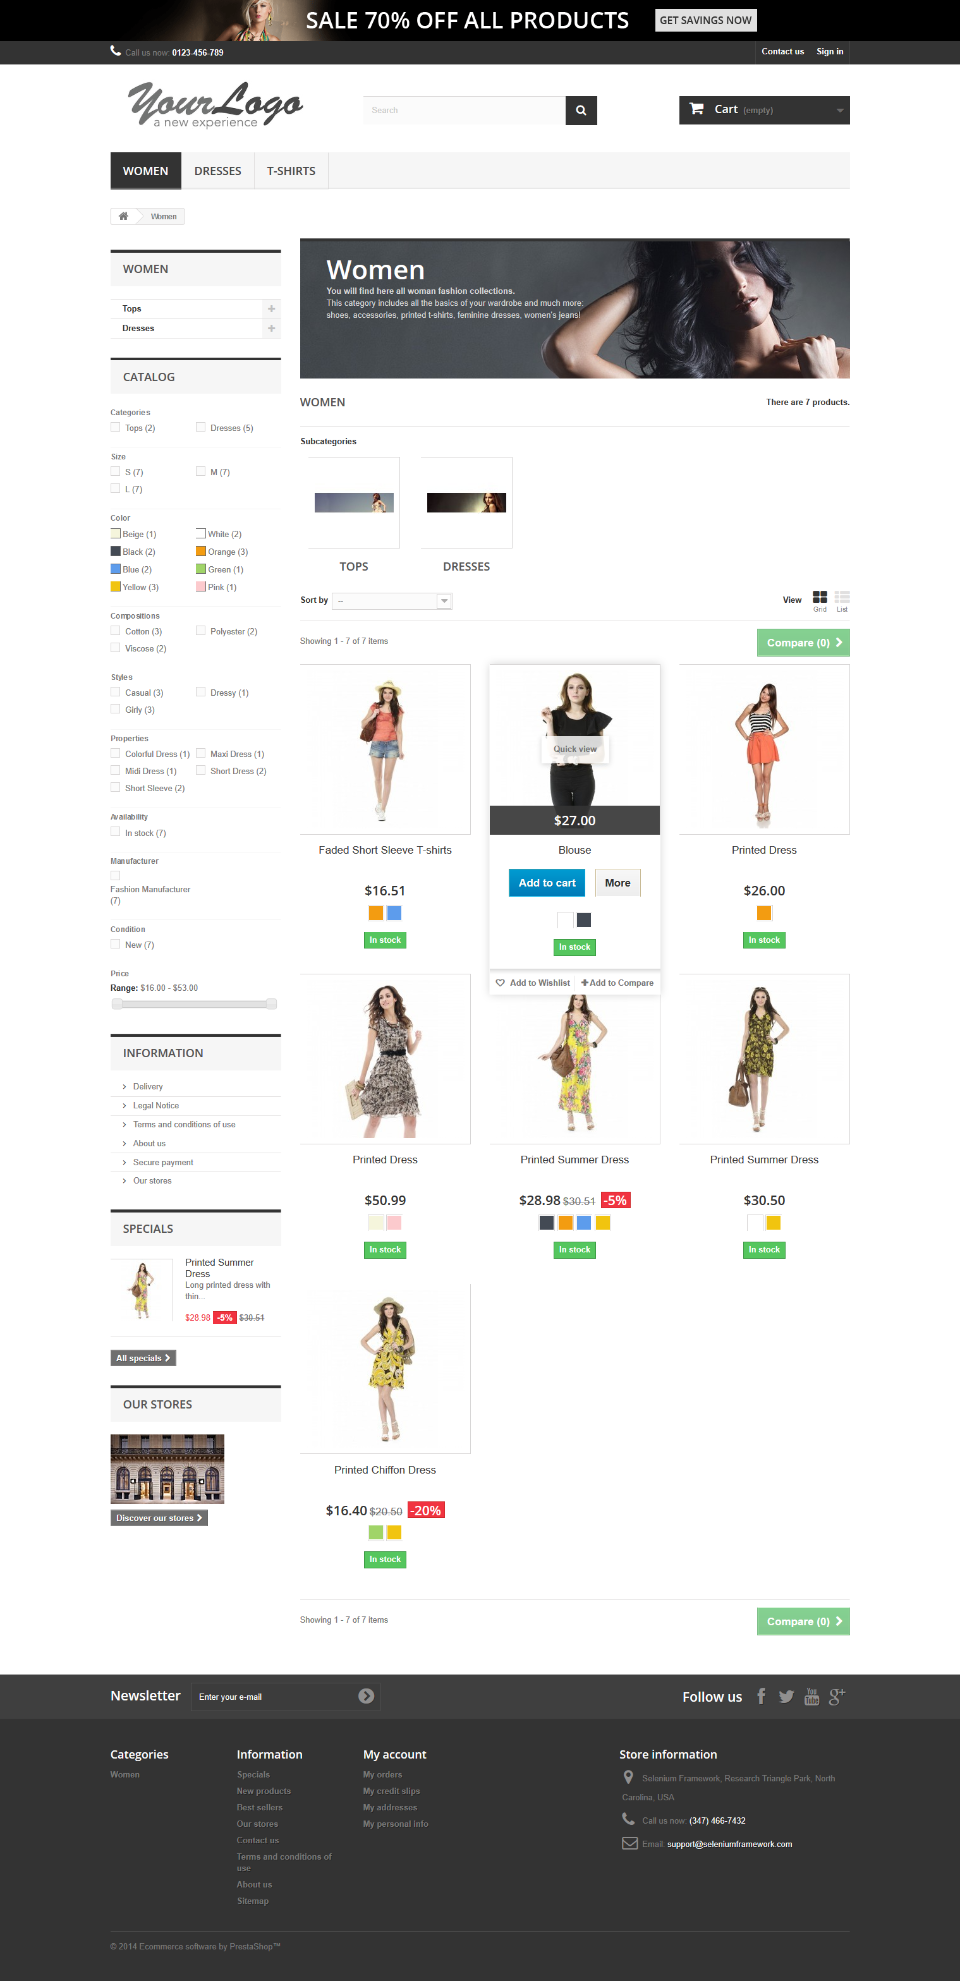 SALE 70% OFF ALL PRODUCTS GET SAVINGS NOW
Call us now: 0123-456-789 Contact us Sign in
YourLogo
a new experience
Search
Cart (empty)
WOMEN DRESSES T-SHIRTS
Women
WOMEN
Tops
Dresses
CATALOG
Categories
Tops (2) Dresses (5)
Size
S (7) M (7)
L (7)
Color
Beige (1) White (2)
Black (2) Orange (3)
Blue (2) Green (1)
Yellow (3) Pink (1)
Compositions
Cotton (3) Polyester (2)
Viscose (2)
Styles
Casual (3) Dressy (1)
Girly (3)
Properties
Colorful Dress (1) Maxi Dress (1)
Midi Dress (1) Short Dress (2)
Short Sleeve (2)
Availability
In stock (7)
Manufacturer
Fashion Manufacturer
(7)
Condition
New (7)
Price
Range: $16.00 - $53.00
INFORMATION
Delivery
Legal Notice
Terms and conditions of use
About us
Secure payment
Our stores
SPECIALS
Printed Summer
Dress
Long printed dress with
thin...
$28.98 -5% $30.51
All specials
OUR STORES
Discover our stores
Women
You will find here all woman fashion collections.
This category includes all the basics of your wardrobe and much more:
shoes, accessories, printed t-shirts, feminine dresses, women's jeans!
WOMEN There are 7 products.
Subcategories
TOPS DRESSES
Sort by -- View Grid List
Showing 1 - 7 of 7 items Compare (0)
Quick view
$27.00
Faded Short Sleeve T-shirts Blouse Printed Dress
$16.51 Add to cart More $26.00
In stock In stock In stock
Add to Wishlist Add to Compare
Printed Dress Printed Summer Dress Printed Summer Dress
$50.99 $28.98 $30.51 -5% $30.50
In stock In stock In stock
Printed Chiffon Dress
$16.40 $20.50 -20%
In stock
Showing 1 - 7 of 7 items Compare (0)
Newsletter Enter your e-mail Follow us
Categories
Women
Information
Specials
New products
Best sellers
Our stores
Contact us
Terms and conditions of
use
About us
Sitemap
My account
My orders
My credit slips
My addresses
My personal info
Store information
Selenium Framework, Research Triangle Park, North
Carolina, USA
Call us now: (347) 466-7432
Email: support@seleniumframework.com
© 2014 Ecommerce software by PrestaShop™